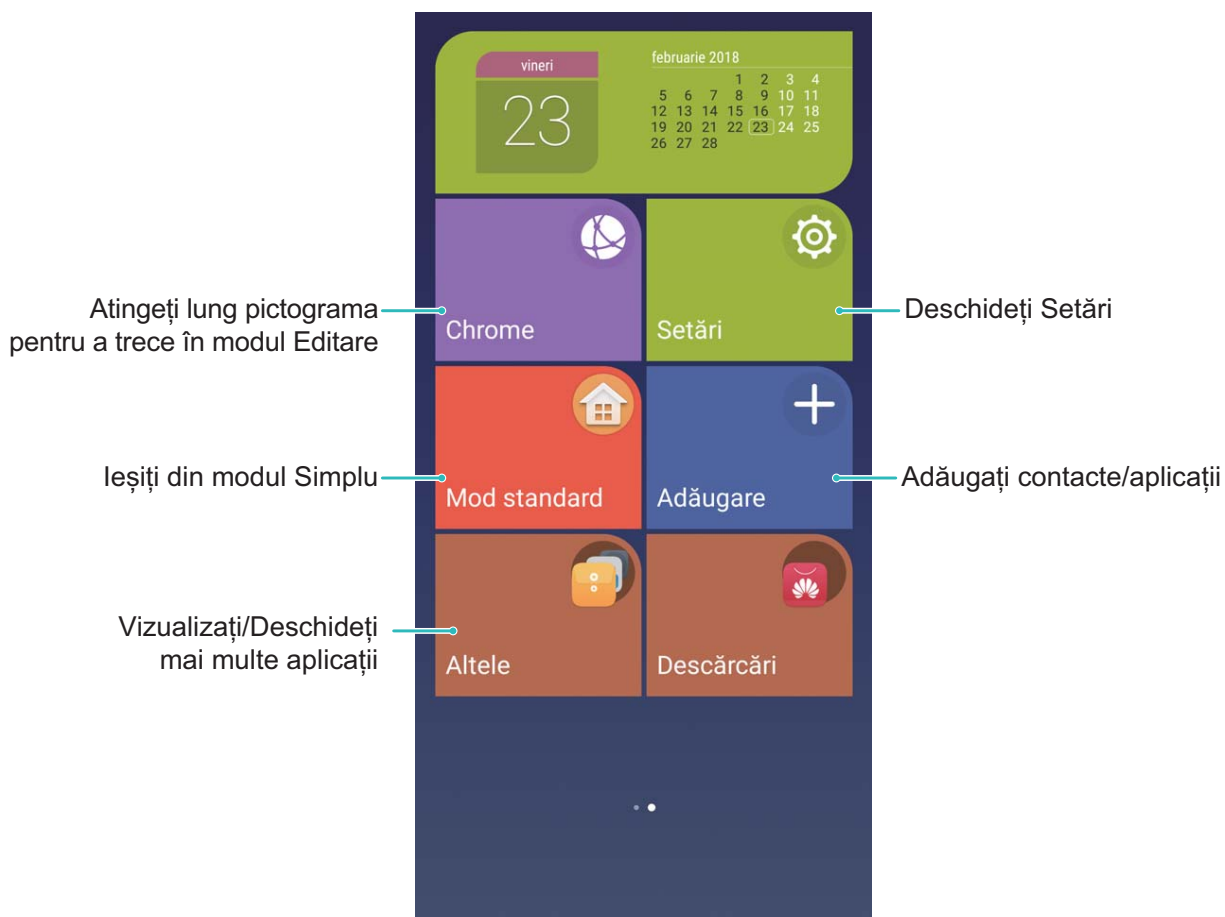 vineri
23
februarie 2018
1 2 3 4
5 6 7 8 9 10 11
12 13 14 15 16 17 18
19 20 21 22 23 24 25
26 27 28
Chrome
Setări
Atingeți lung pictograma
pentru a trece în modul Editare
Deschideți Setări
Mod standard
Adăugare
Ieșiți din modul Simplu
Adăugați contacte/aplicații
Altele
Descărcări
Vizualizați/Deschideți
mai multe aplicații